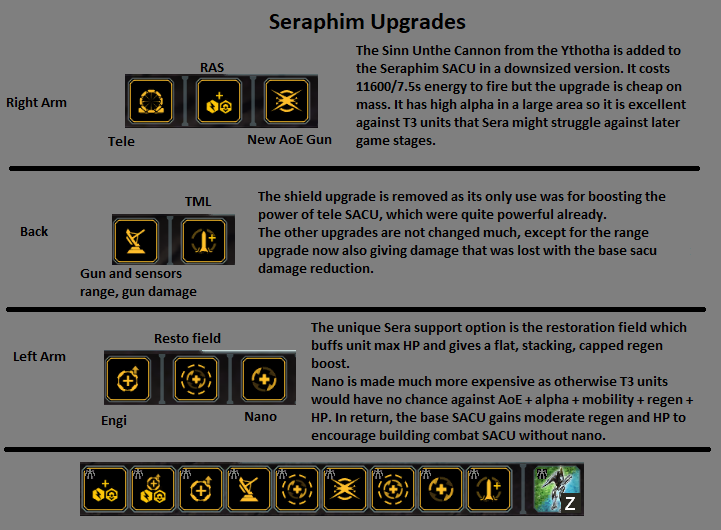 Seraphim Upgrades
RAS
Right Arm
Tele
New AoE Gun
The Sinn Unthe Cannon from the Ythotha is added to
the Seraphim SACU in a downsized version. It costs
11600/7.5s energy to fire but the upgrade is cheap on
mass. It has high alpha in a large area so it is excellent
against T3 units that Sera might struggle against later
game stages.
TML
Back
Gun and sensors
range, gun damage
The shield upgrade is removed as its only use was for boosting the
power of tele SACU, which were quite powerful already.
The other upgrades are not changed much, except for the range
upgrade now also giving damage that was lost with the base sacu
damage reduction.
Resto field
Left Arm
Engi
Nano
The unique Sera support option is the restoration field which
buffs unit max HP and gives a flat, stacking, capped regen
boost.
Nano is made much more expensive as otherwise T3 units
would have no chance against AoE + alpha + mobility + regen +
HP. In return, the base SACU gains moderate regen and HP to
encourage building combat SACU without nano.
Z